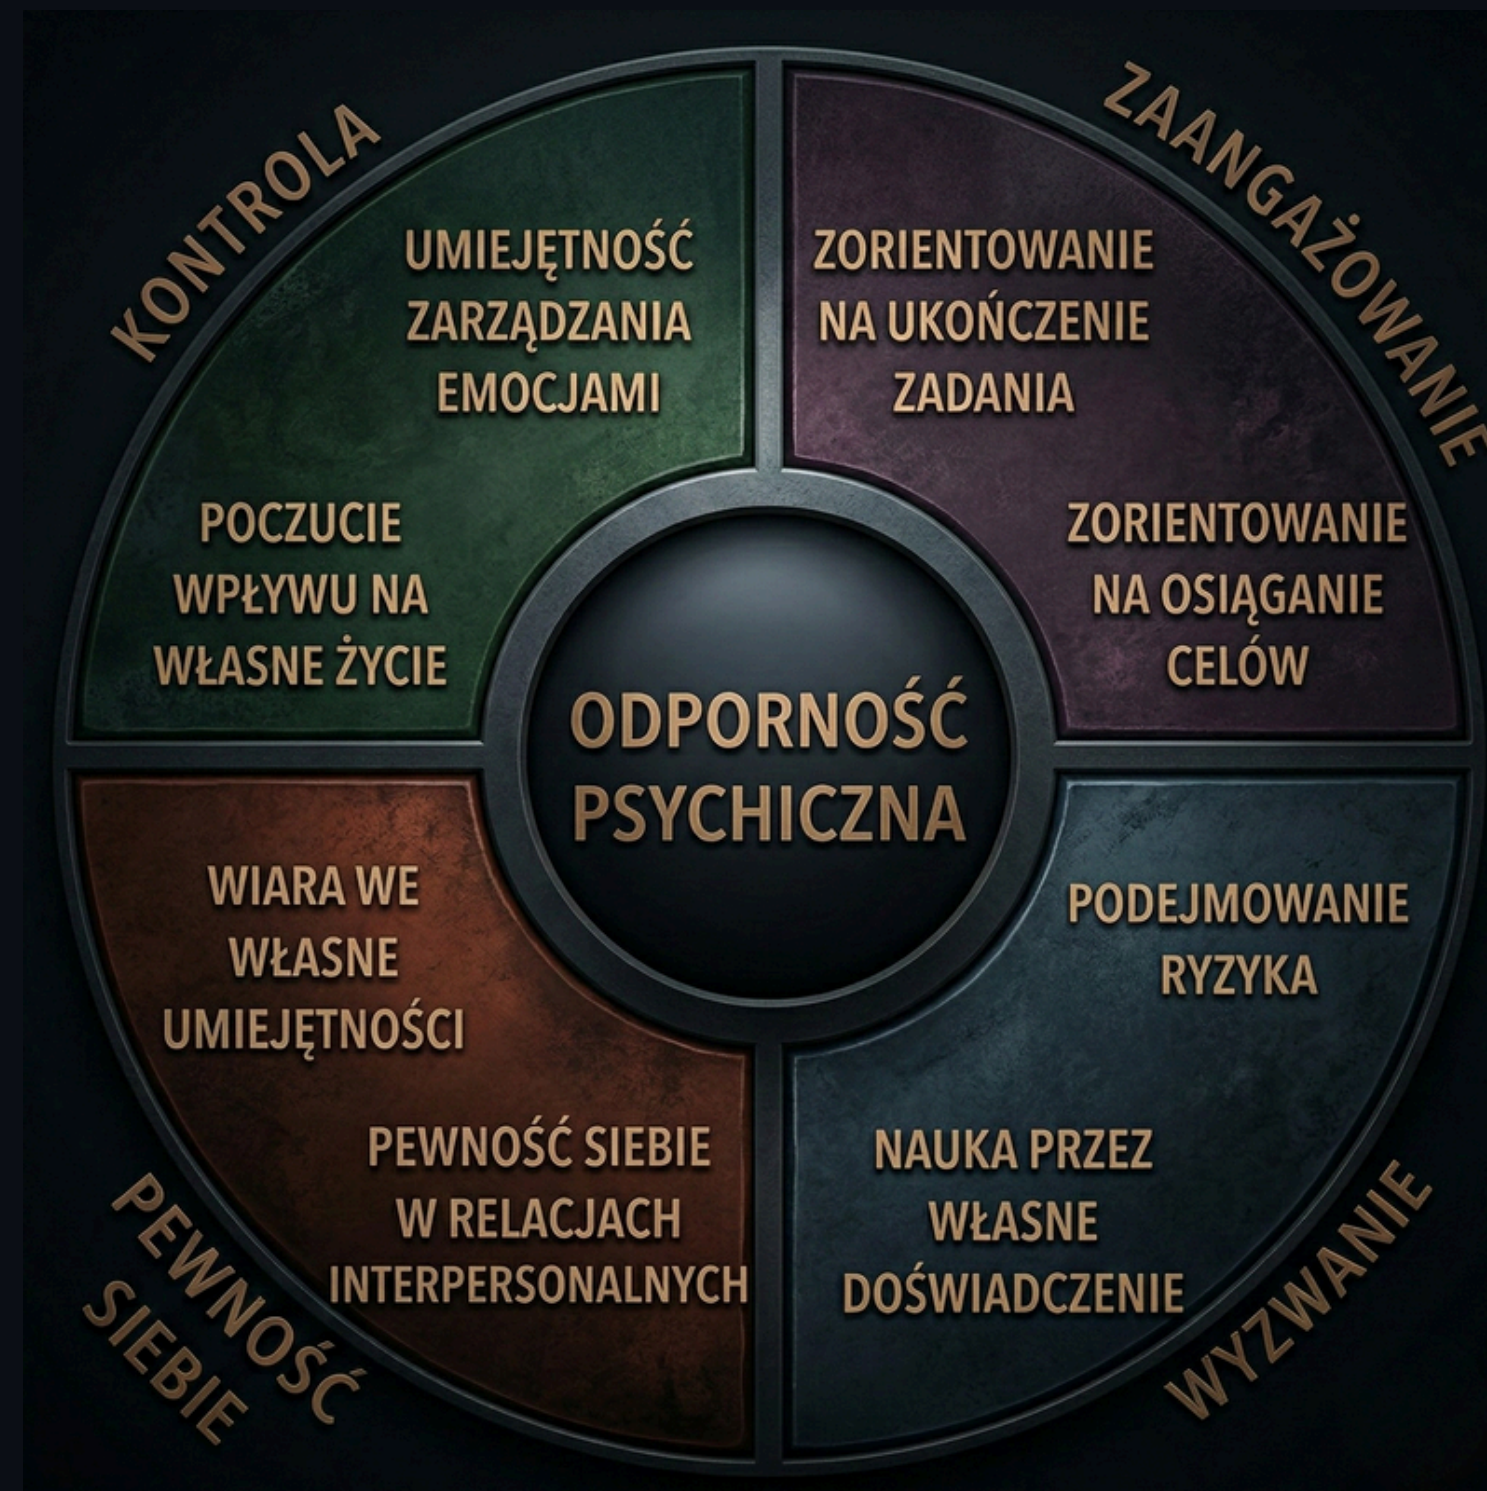 KONTROLA
UMIEJĘTNOŚĆ
ZARZĄDZANIA
EMOCJAMI
POCZUCIE
WPŁYWU NA
WŁASNE ŻYCIE
ZAANGAŻOWANIE
ZORIENTOWANIE
NA UKOŃCZENIE
ZADANIA
ZORIENTOWANIE
NA OSIĄGANIE
CELÓW
ODPORNOŚĆ
PSYCHICZNA
WIARA WE
WŁASNE
UMIEJĘTNOŚCI
PEWNOŚĆ SIEBIE
W RELACJACH
INTERPERSONALNYCH
PEWNOŚĆ
SIEBIE
PODEJMOWANIE
RYZYKA
NAUKA PRZEZ
WŁASNE
DOŚWIADCZENIE
WYZWANIE